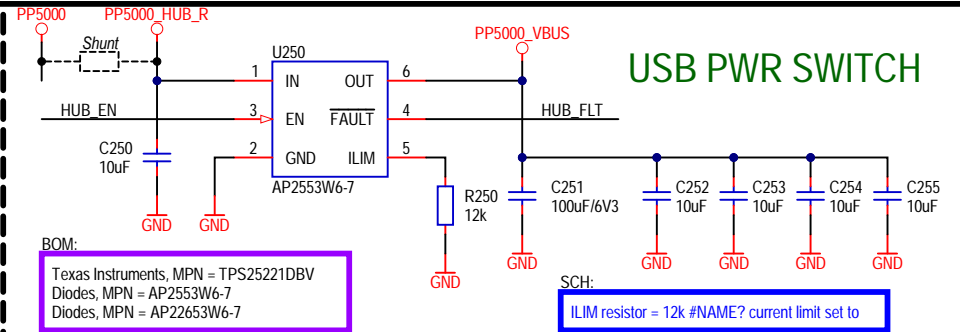 PP5000
PP5000_HUB_R
Shunt
U250
PP5000_VBUS
USB PWR SWITCH
1
IN
OUT
6
HUB_EN
3
EN
FAULT
4
HUB_FLT
C250
10uF
2
GND
ILIM
5
AP2553W6-7
R250
12k
C251
100uF/6V3
C252
10uF
C253
10uF
C254
10uF
C255
10uF
GND
GND
GND
GND
GND
GND
GND
GND
BOM:
Texas Instruments, MPN = TPS25221DBV
Diodes, MPN = AP2553W6-7
Diodes, MPN = AP22653W6-7
SCH:
ILIM resistor = 12k #NAME? current limit set to